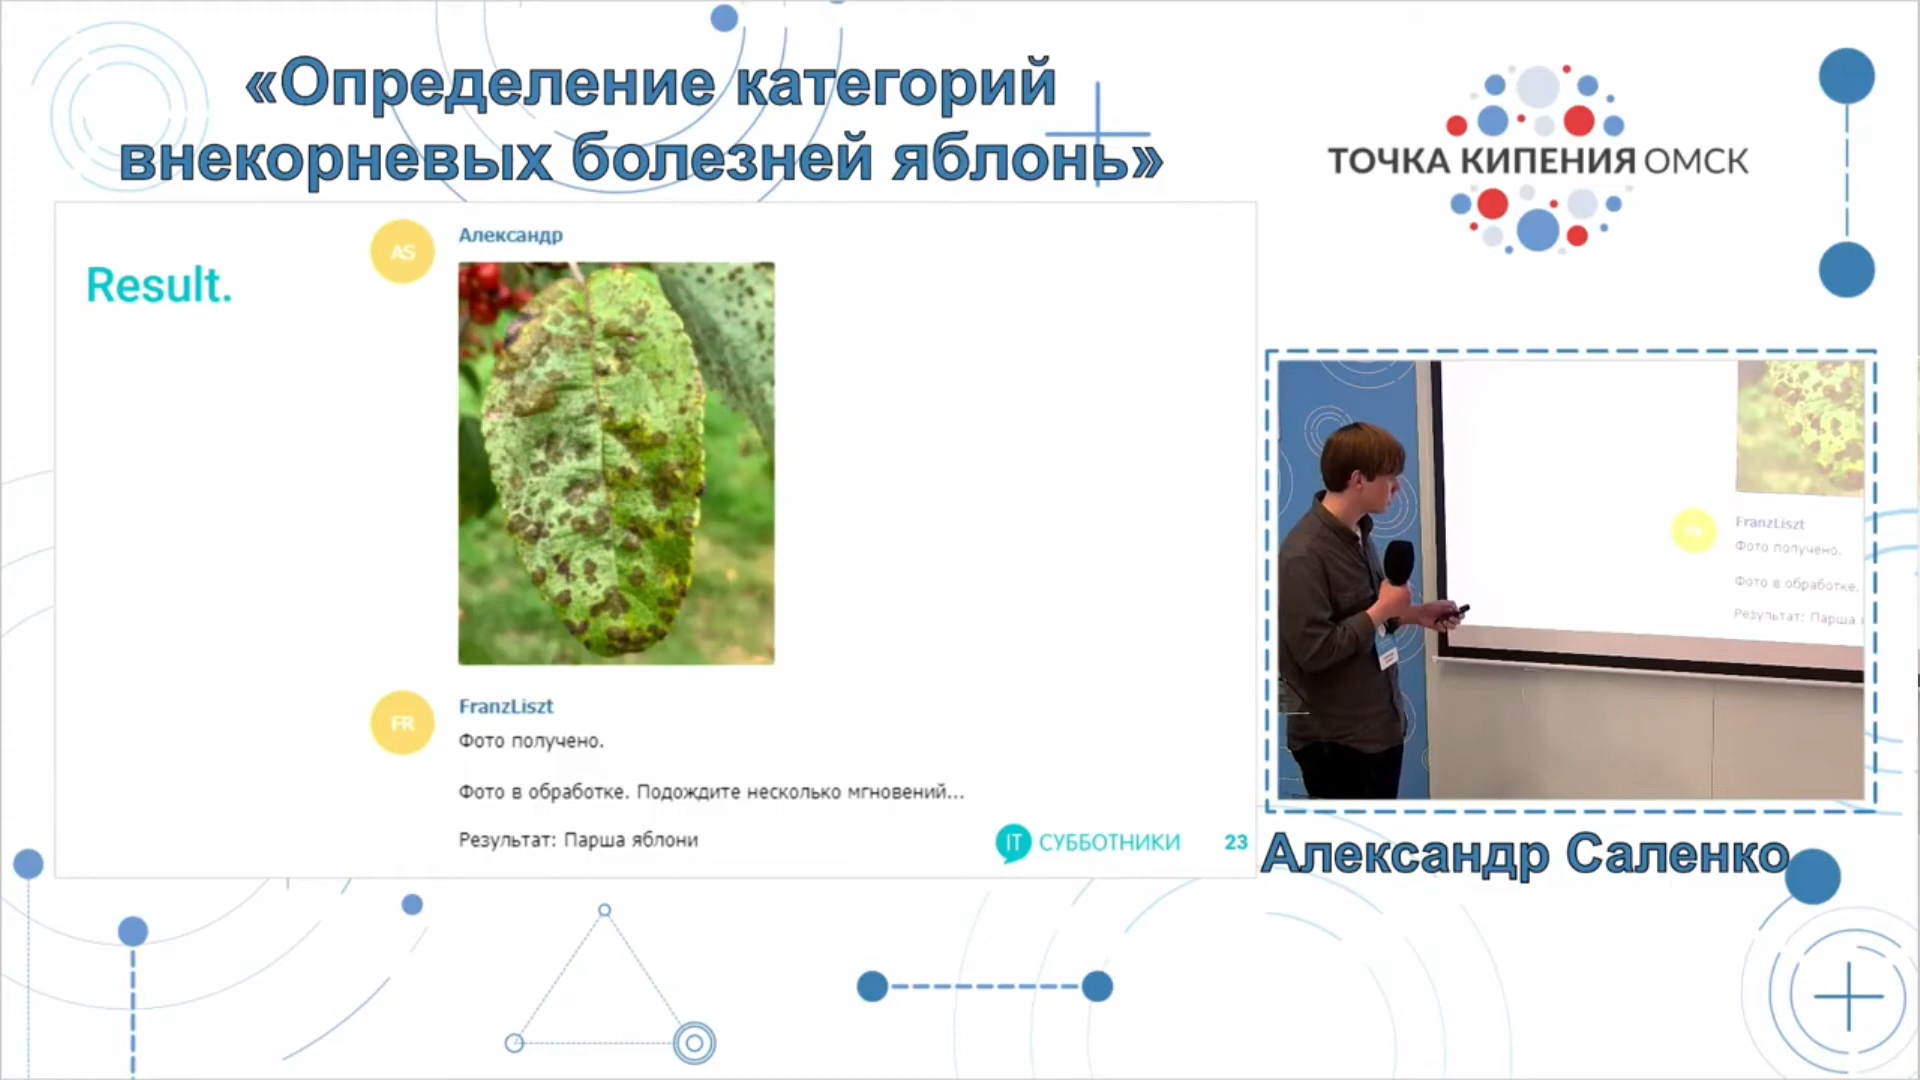 «Определение категорий
внекорневых болезней яблонь»
ТОЧКА КИПЕНИЯ ОМСК
Result.
AS
Александр
FR
FranzLiszt
Фото получено.
Фото в обработке. Подождите несколько мгновений...
Результат: Парша яблони
IT СУББОТНИКИ 23
FranzLiszt
Фото получено.
Фото в обработке.
Результат: Парша
Александр Саленко